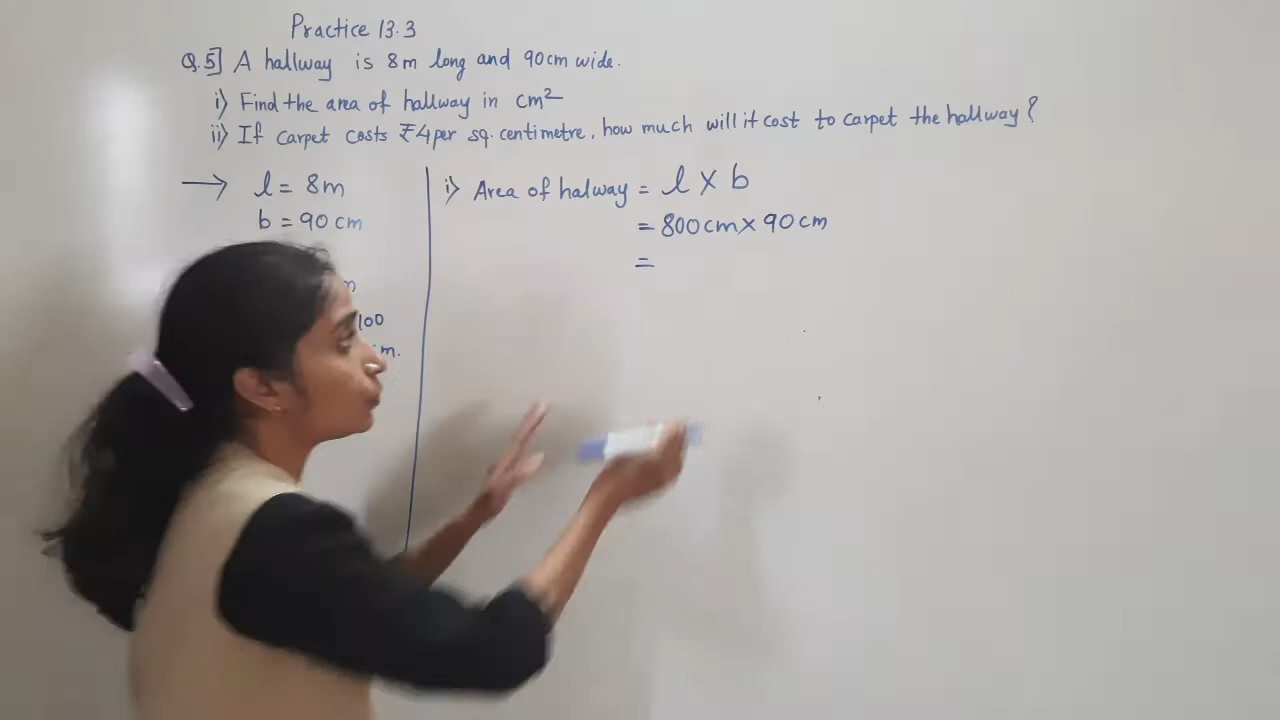 Practice 13.3
Q.5] A hallway is 8m long and 90cm wide.
i) Find the area of hallway in cm²
ii) If carpet costs ₹4 per sq. centimetre, how much will it cost to carpet the hallway?
→ l = 8m
b = 90 cm
100
m.
i) Area of halway = l × b
= 800cm × 90cm
=